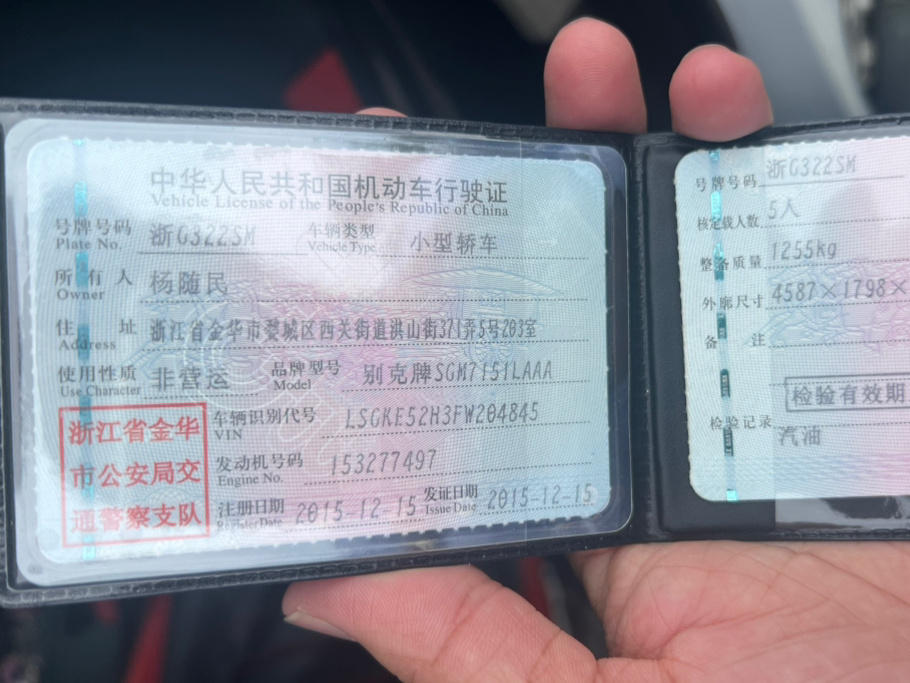 中华人民共和国机动车行驶证
Vehicle License of the People's Republic of China
号牌号码 浙G322SM 车辆类型 小型轿车
Plate No. Vehicle Type
所有人 杨随民
Owner
住址 浙江省金华市婺城区西关街道洪山街371弄5号203室
Address
使用性质 非营运 品牌型号 别克牌SGM7151LAAA
Use Character Model
浙江省金华
市公安局交
通警察支队
车辆识别代号 LSGKE52H3FW204845
VIN
发动机号码 153277497
Engine No.
注册日期 2015-12-15 发证日期 2015-12-15
Register Date Issue Date
号牌号码 浙G322SM
核定载人数 5人
整备质量 1255kg
外廓尺寸 4587×1798×
备注
检验有效期
检验记录
汽油